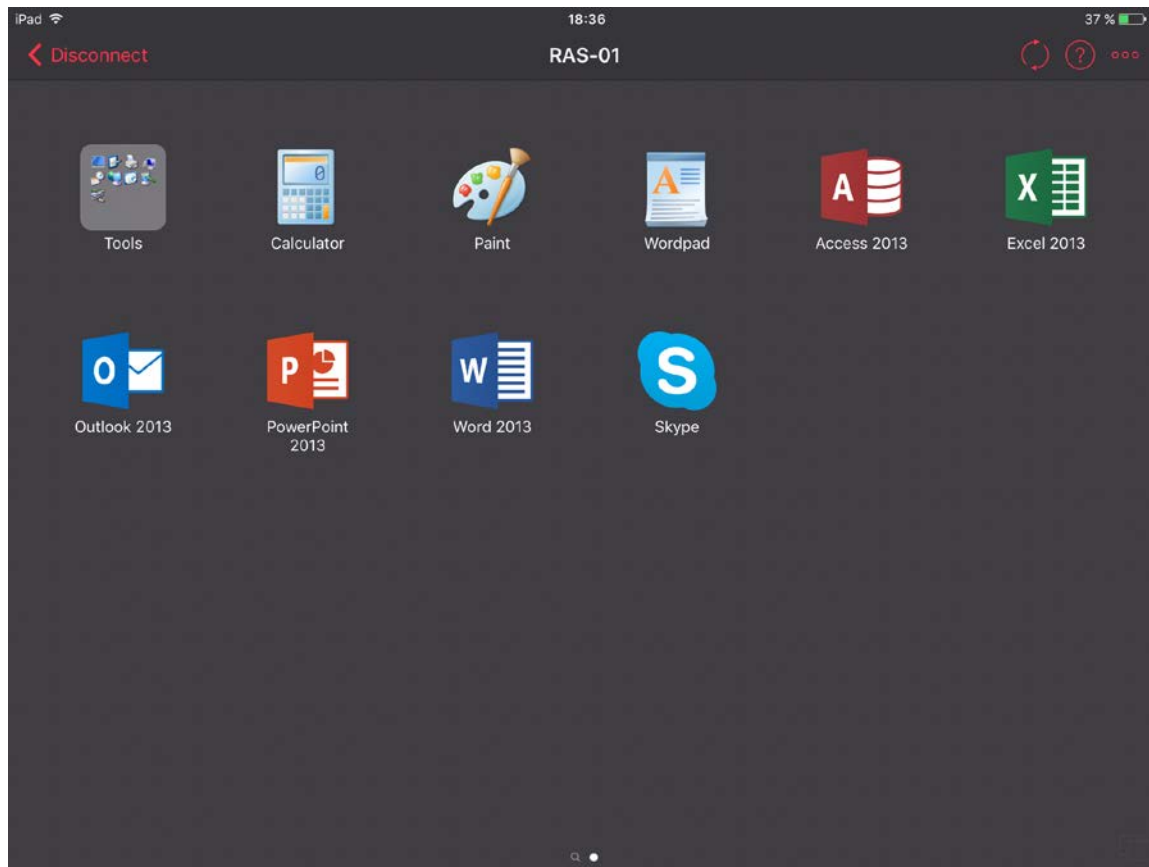 iPad 18:36 37 %
Disconnect RAS-01 ?
0
A
A
X
Tools Calculator Paint Wordpad Access 2013 Excel 2013
O
P
W
S
Outlook 2013 PowerPoint Word 2013 Skype
2013